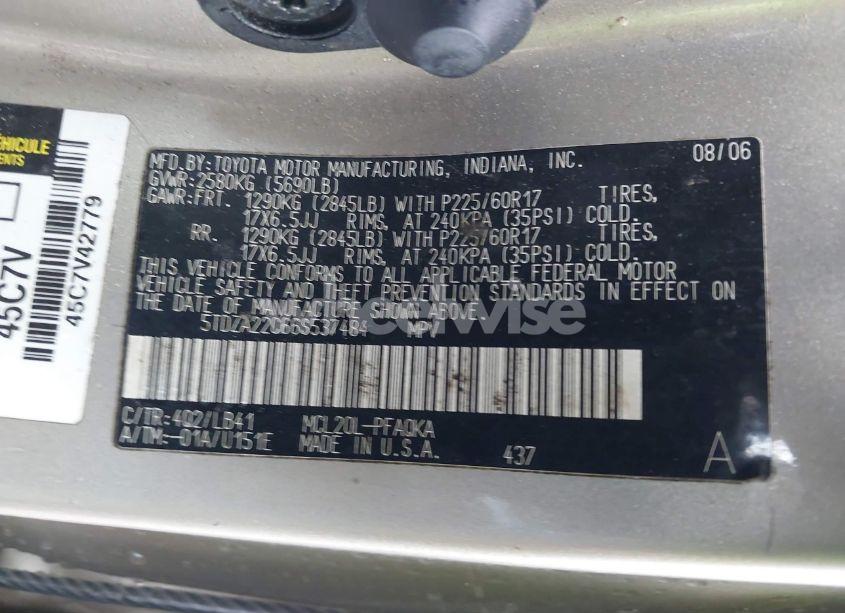 ÉHICULE
ENTS
45C7V
45C7V42779
MFD.BY:TOYOTA MOTOR MANUFACTURING, INDIANA, INC. 08/06
GVWR:2580KG (5690LB)
GAWR:FRT. 1290KG (2845LB) WITH P225/60R17 TIRES,
17X6.5JJ RIMS, AT 240KPA (35PSI) COLD.
RR. 1290KG (2845LB) WITH P225/60R17 TIRES,
17X6.5JJ RIMS, AT 240KPA (35PSI) COLD.
THIS VEHICLE CONFORMS TO ALL APPLICABLE FEDERAL MOTOR
VEHICLE SAFETY AND THEFT PREVENTION STANDARDS IN EFFECT ON
THE DATE OF MANUFACTURE SHOWN ABOVE.
5TDZA22C66S537484 MPV
C/TR:4Q2/LB41 MCL20L-PFAQKA
A/TM:-01A/U151E MADE IN U.S.A. 437 A